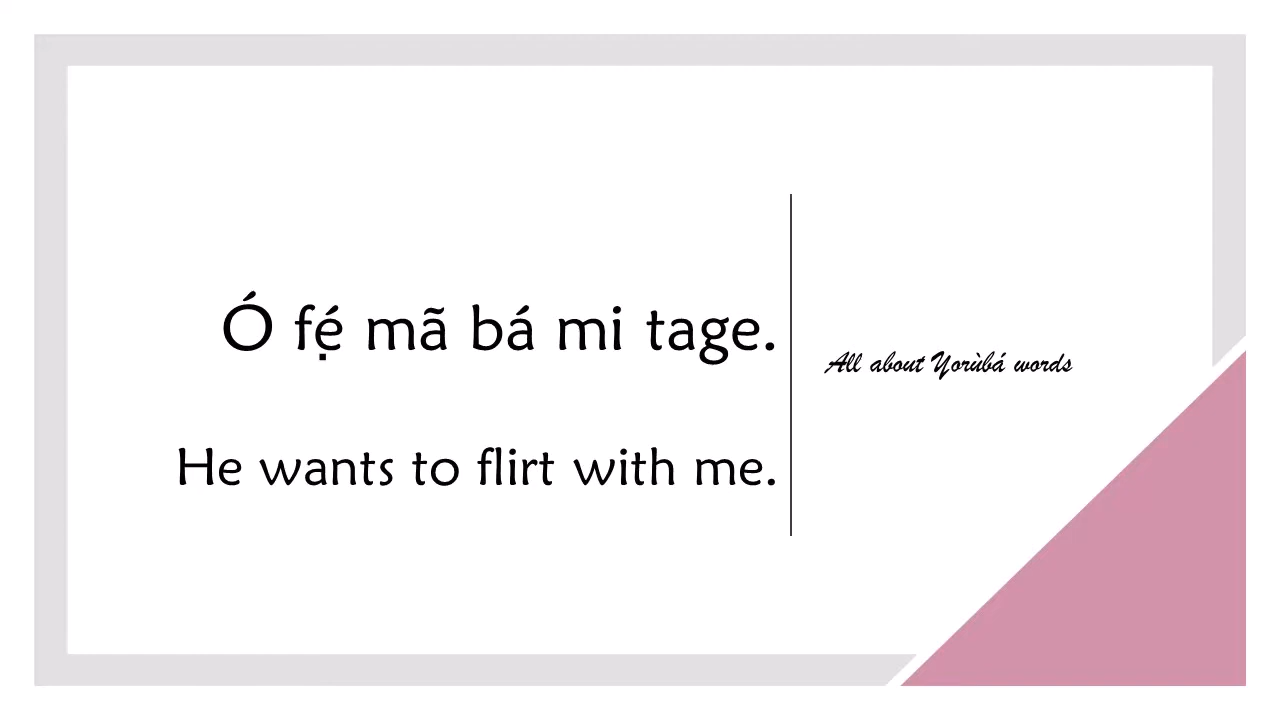 Ó fẹ́ mã bá mi tage.
He wants to flirt with me.
All about Yorùbá words